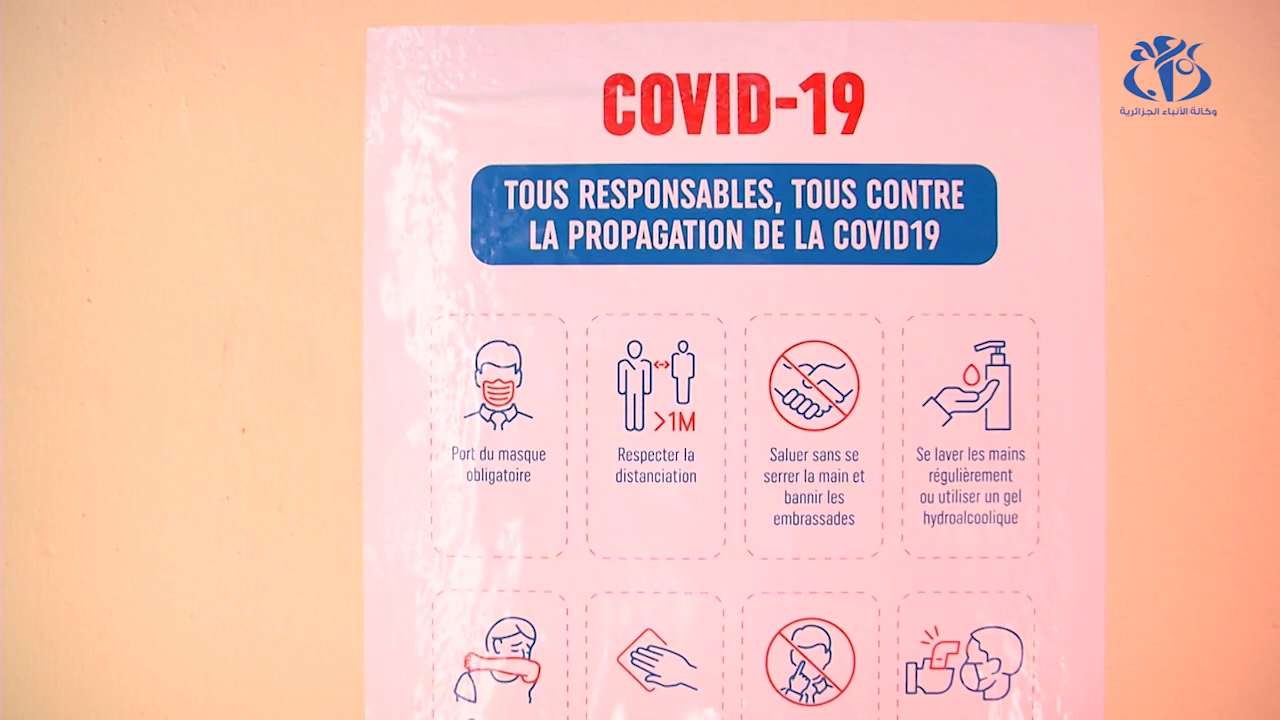 COVID-19
وكالة الأنباء الجزائرية
TOUS RESPONSABLES, TOUS CONTRE
LA PROPAGATION DE LA COVID19
>1M
Port du masque
obligatoire
Respecter la
distanciation
Saluer sans se
serrer la main et
bannir les
embrassades
Se laver les mains
régulièrement
ou utiliser un gel
hydroalcoolique